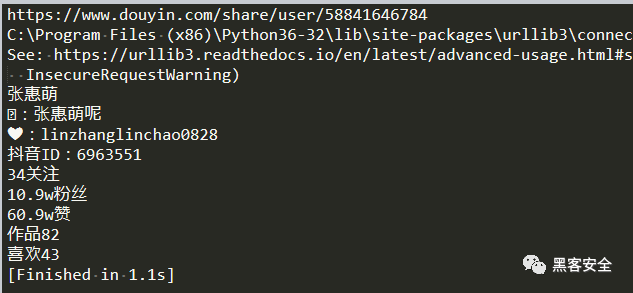 https://www.douyin.com/share/user/58841646784
C:\Program Files (x86)\Python36-32\lib\site-packages\urllib3\connec
See: https://urllib3.readthedocs.io/en/latest/advanced-usage.html#s
InsecureRequestWarning)
张惠萌
:张惠萌呢
♥:linzhanglinchao0828
抖音ID:6963551
34关注
10.9w粉丝
60.9w赞
作品82
喜欢43
[Finished in 1.1s]
黑客安全